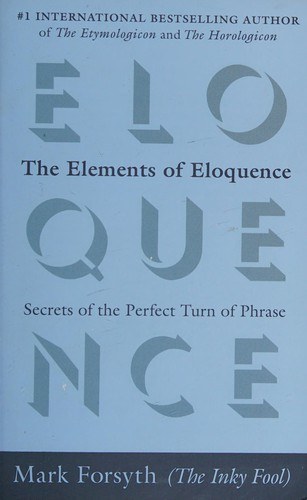 #1 INTERNATIONAL BESTSELLING AUTHOR
of The Etymologicon and The Horologicon
ELO
The Elements of Eloquence
QUE
Secrets of the Perfect Turn of Phrase
NCE
Mark Forsyth (The Inky Fool)